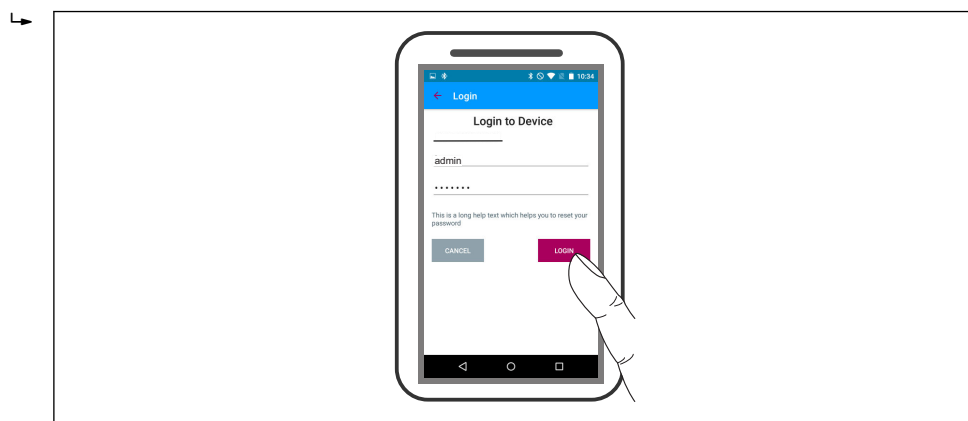 10:34
Login
Login to Device
admin
•••••••
This is a long help text which helps you to reset your
password
CANCEL
LOGIN